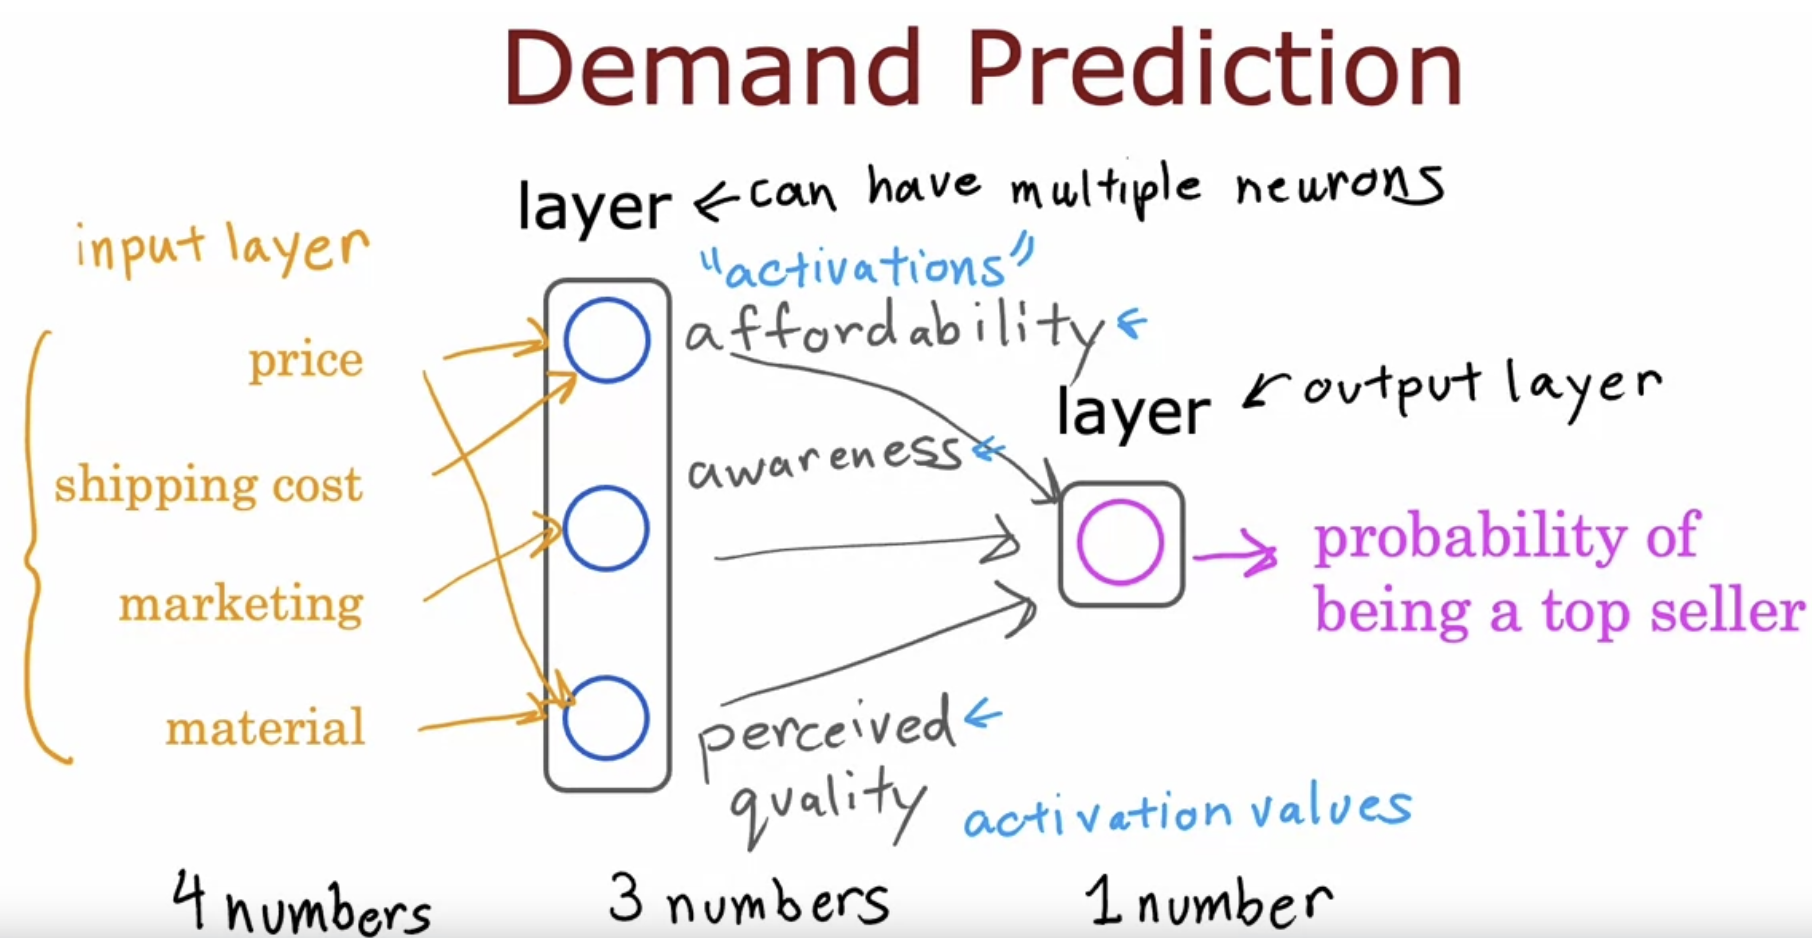 Demand Prediction
layer ← can have multiple neurons
input layer
"activations"
price
affordability ←
shipping cost
awareness ←
layer ← output layer
marketing
probability of
being a top seller
material
perceived ←
quality
activation values
4 numbers
3 numbers
1 number